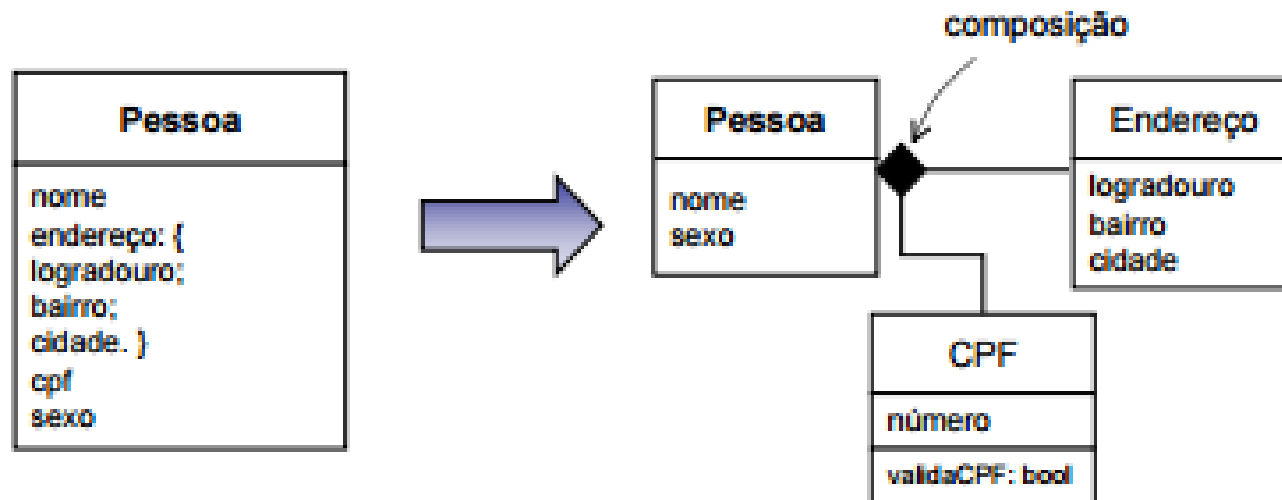 composição
Pessoa
nome
endereço: {
logradouro;
bairro;
cidade.. }
cpf
sexo
Pessoa
nome
sexo
Endereço
logradouro
bairro
cidade
CPF
número
validaCPF: bool